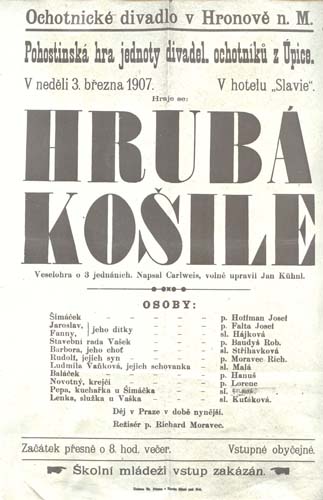 Ochotnické divadlo v Hronově n. M.
Pohostinská hra jednoty divadel. ochotníků z Úpice.
V neděli 3. března 1907. V hotelu „Slavie“.
Hraje se:
HRUBÁ
KOŠILE
Veselohra o 3 jednáních. Napsal Carlweis, volně upravil Jan Kühnl.
OSOBY:
Šimáček — — — — — p. Hoffman Josef
Jaroslav, } jeho dítky — — — p. Falta Josef
Fanny, — — — sl. Hájková
Stavební rada Vašek — — — p. Baudyš Rob.
Barbora, jeho choť — — — sl. Střihavková
Rudolf, jejich syn — — — p. Moravec Rich.
Ludmila Vaňková, jejich schovanka — sl. Malá
Baláček — — — — — p. Hanuš
Novotný, krejčí — — — — p. Lorenc
Pepa, kuchařka u Šimáčka — — sl.
Lenka, služka u Vaška — — — sl. Kuťáková.
Děj v Praze v době nynější.
Režisér p. Richard Moravec.
Začátek přesně o 8. hod. večer. Vstupné obyčejné.
Školní mládeži vstup zakázán.